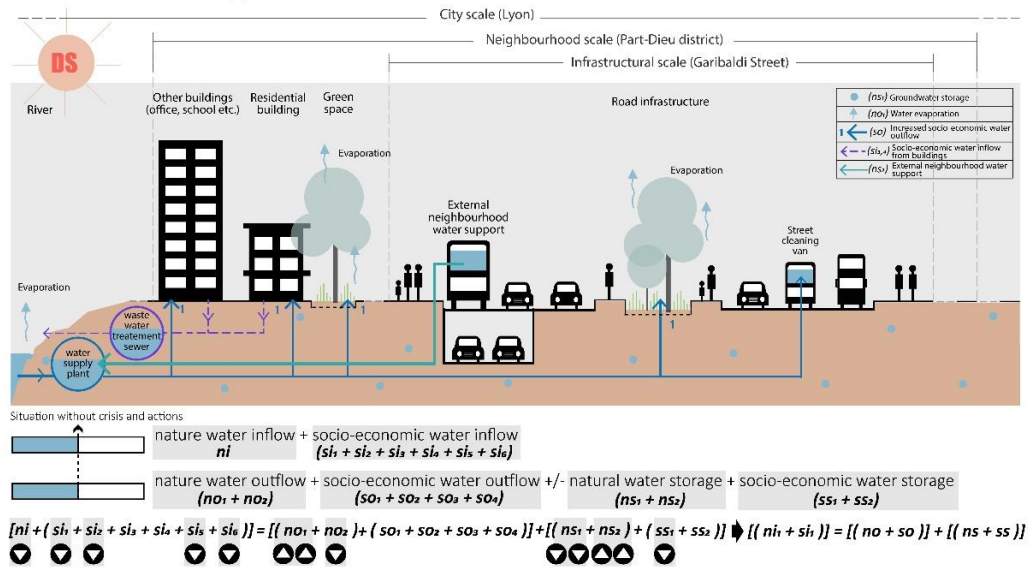 City scale (Lyon)
Neighbourhood scale (Part-Dieu district)
Infrastructural scale (Garibaldi Street)
DS
River
Other buildings
(office, school etc.)
Residential
building
Green
space
Road infrastructure
(ns₁) Groundwater storage
(no₁) Water evaporation
1 (so) Increased socio-economic water
outflow
(si₃,₄) Socio-economic water inflow
from buildings
(ns₂) External neighbourhood water
support
Evaporation
Evaporation
External
neighbourhood
water support
Street
cleaning
van
Evaporation
1
1
1
1
waste
water
treatement
sewer
water
supply
plant
Situation without crisis and actions
nature water inflow + socio-economic water inflow
ni (si₁ + si₂ + si₃ + si₄ + si₅ + si₆)
nature water outflow + socio-economic water outflow +/- natural water storage + socio-economic water storage
(no₁ + no₂) (so₁ + so₂ + so₃ + so₄) (ns₁ + ns₂) (ss₁ + ss₂)
[ni + ( si₁ + si₂ + si₃ + si₄ + si₅ + si₆ )] = [( no₁ + no₂ ) + ( so₁ + so₂ + so₃ + so₄ )] + [( ns₁ + ns₂ ) + ( ss₁ + ss₂ )] [( ni₁ + si₁ )] = [( no + so )] + [( ns + ss )]